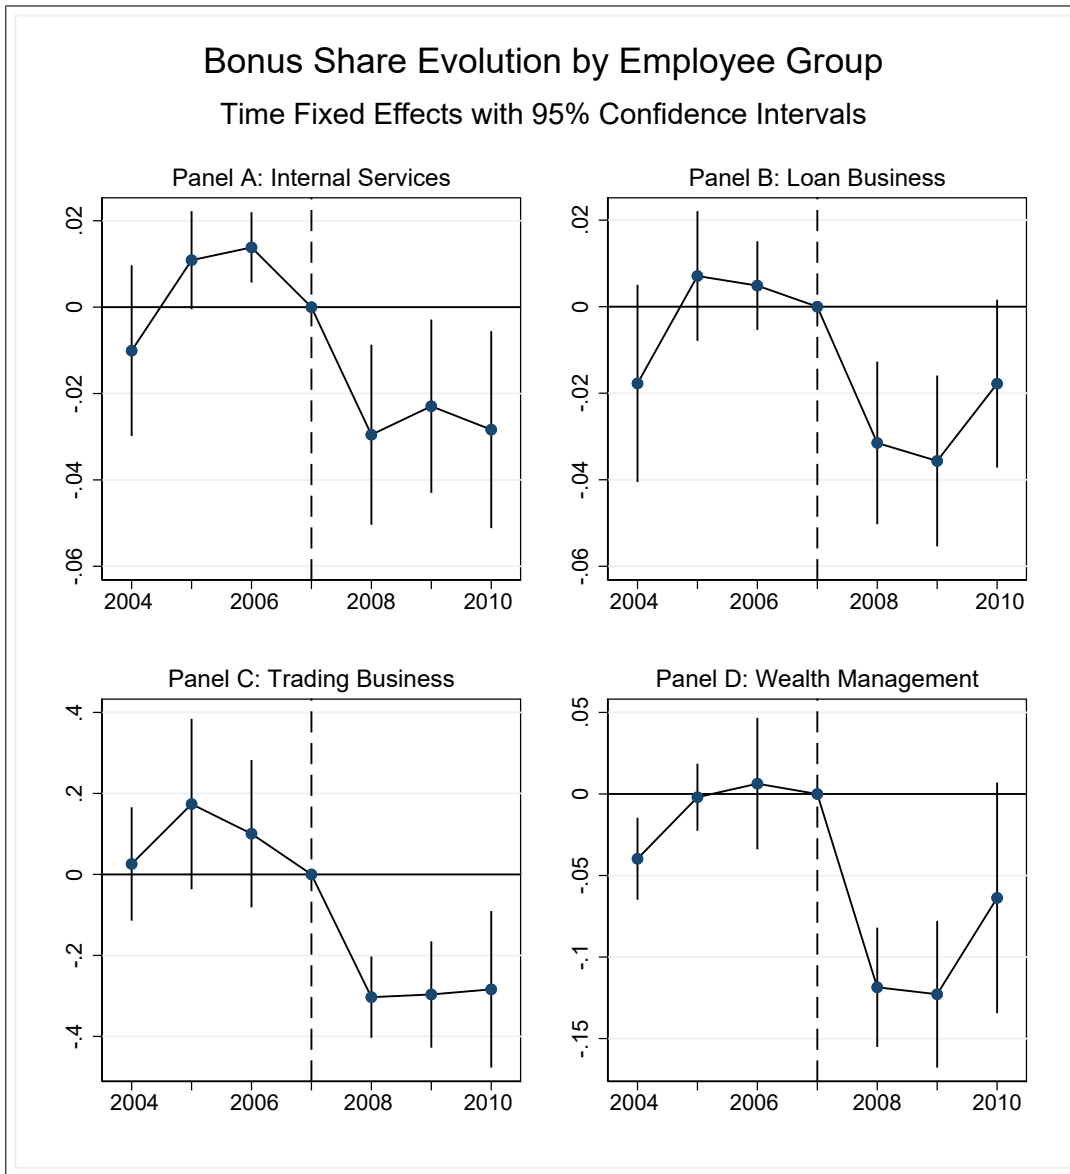 Bonus Share Evolution by Employee Group
Time Fixed Effects with 95% Confidence Intervals
Panel A: Internal Services
.02
0
-.02
-.04
-.06
2004 2006 2008 2010
Panel B: Loan Business
.02
0
-.02
-.04
-.06
2004 2006 2008 2010
Panel C: Trading Business
.4
.2
0
-.2
-.4
2004 2006 2008 2010
Panel D: Wealth Management
.05
0
-.05
-.1
-.15
2004 2006 2008 2010